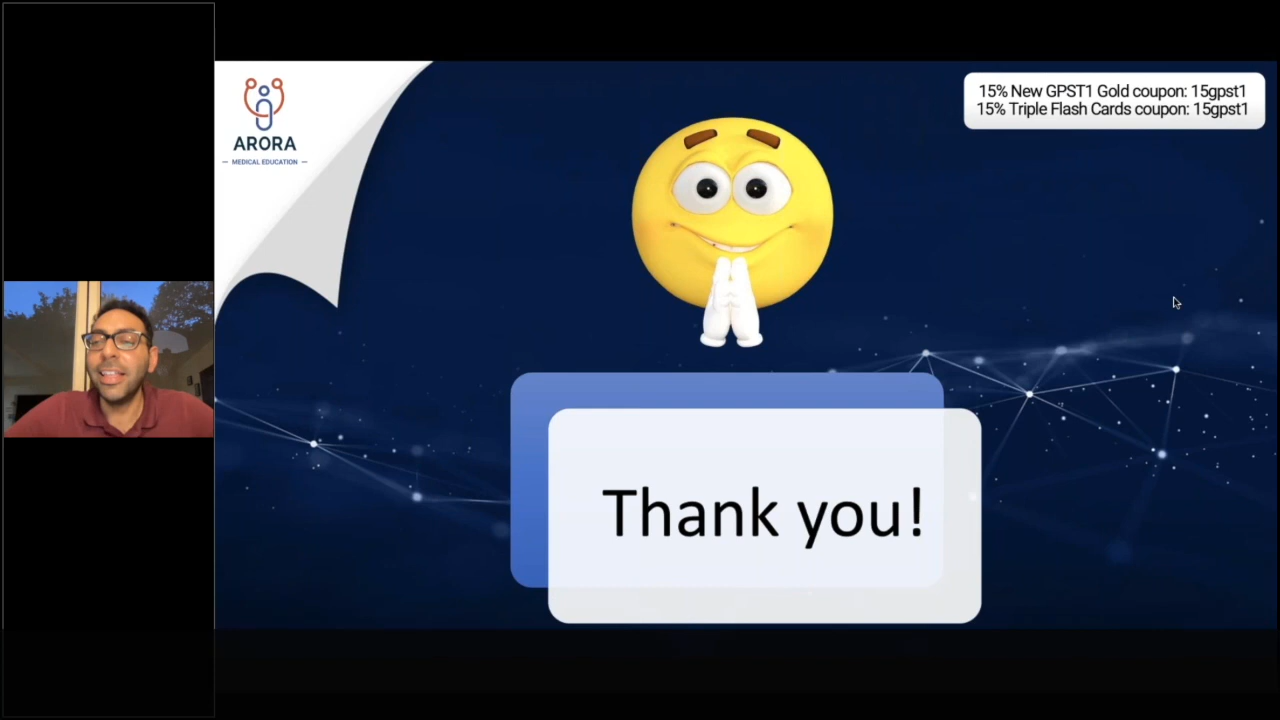 ARORA
MEDICAL EDUCATION
15% New GPST1 Gold coupon: 15gpst1
15% Triple Flash Cards coupon: 15gpst1
Thank you!